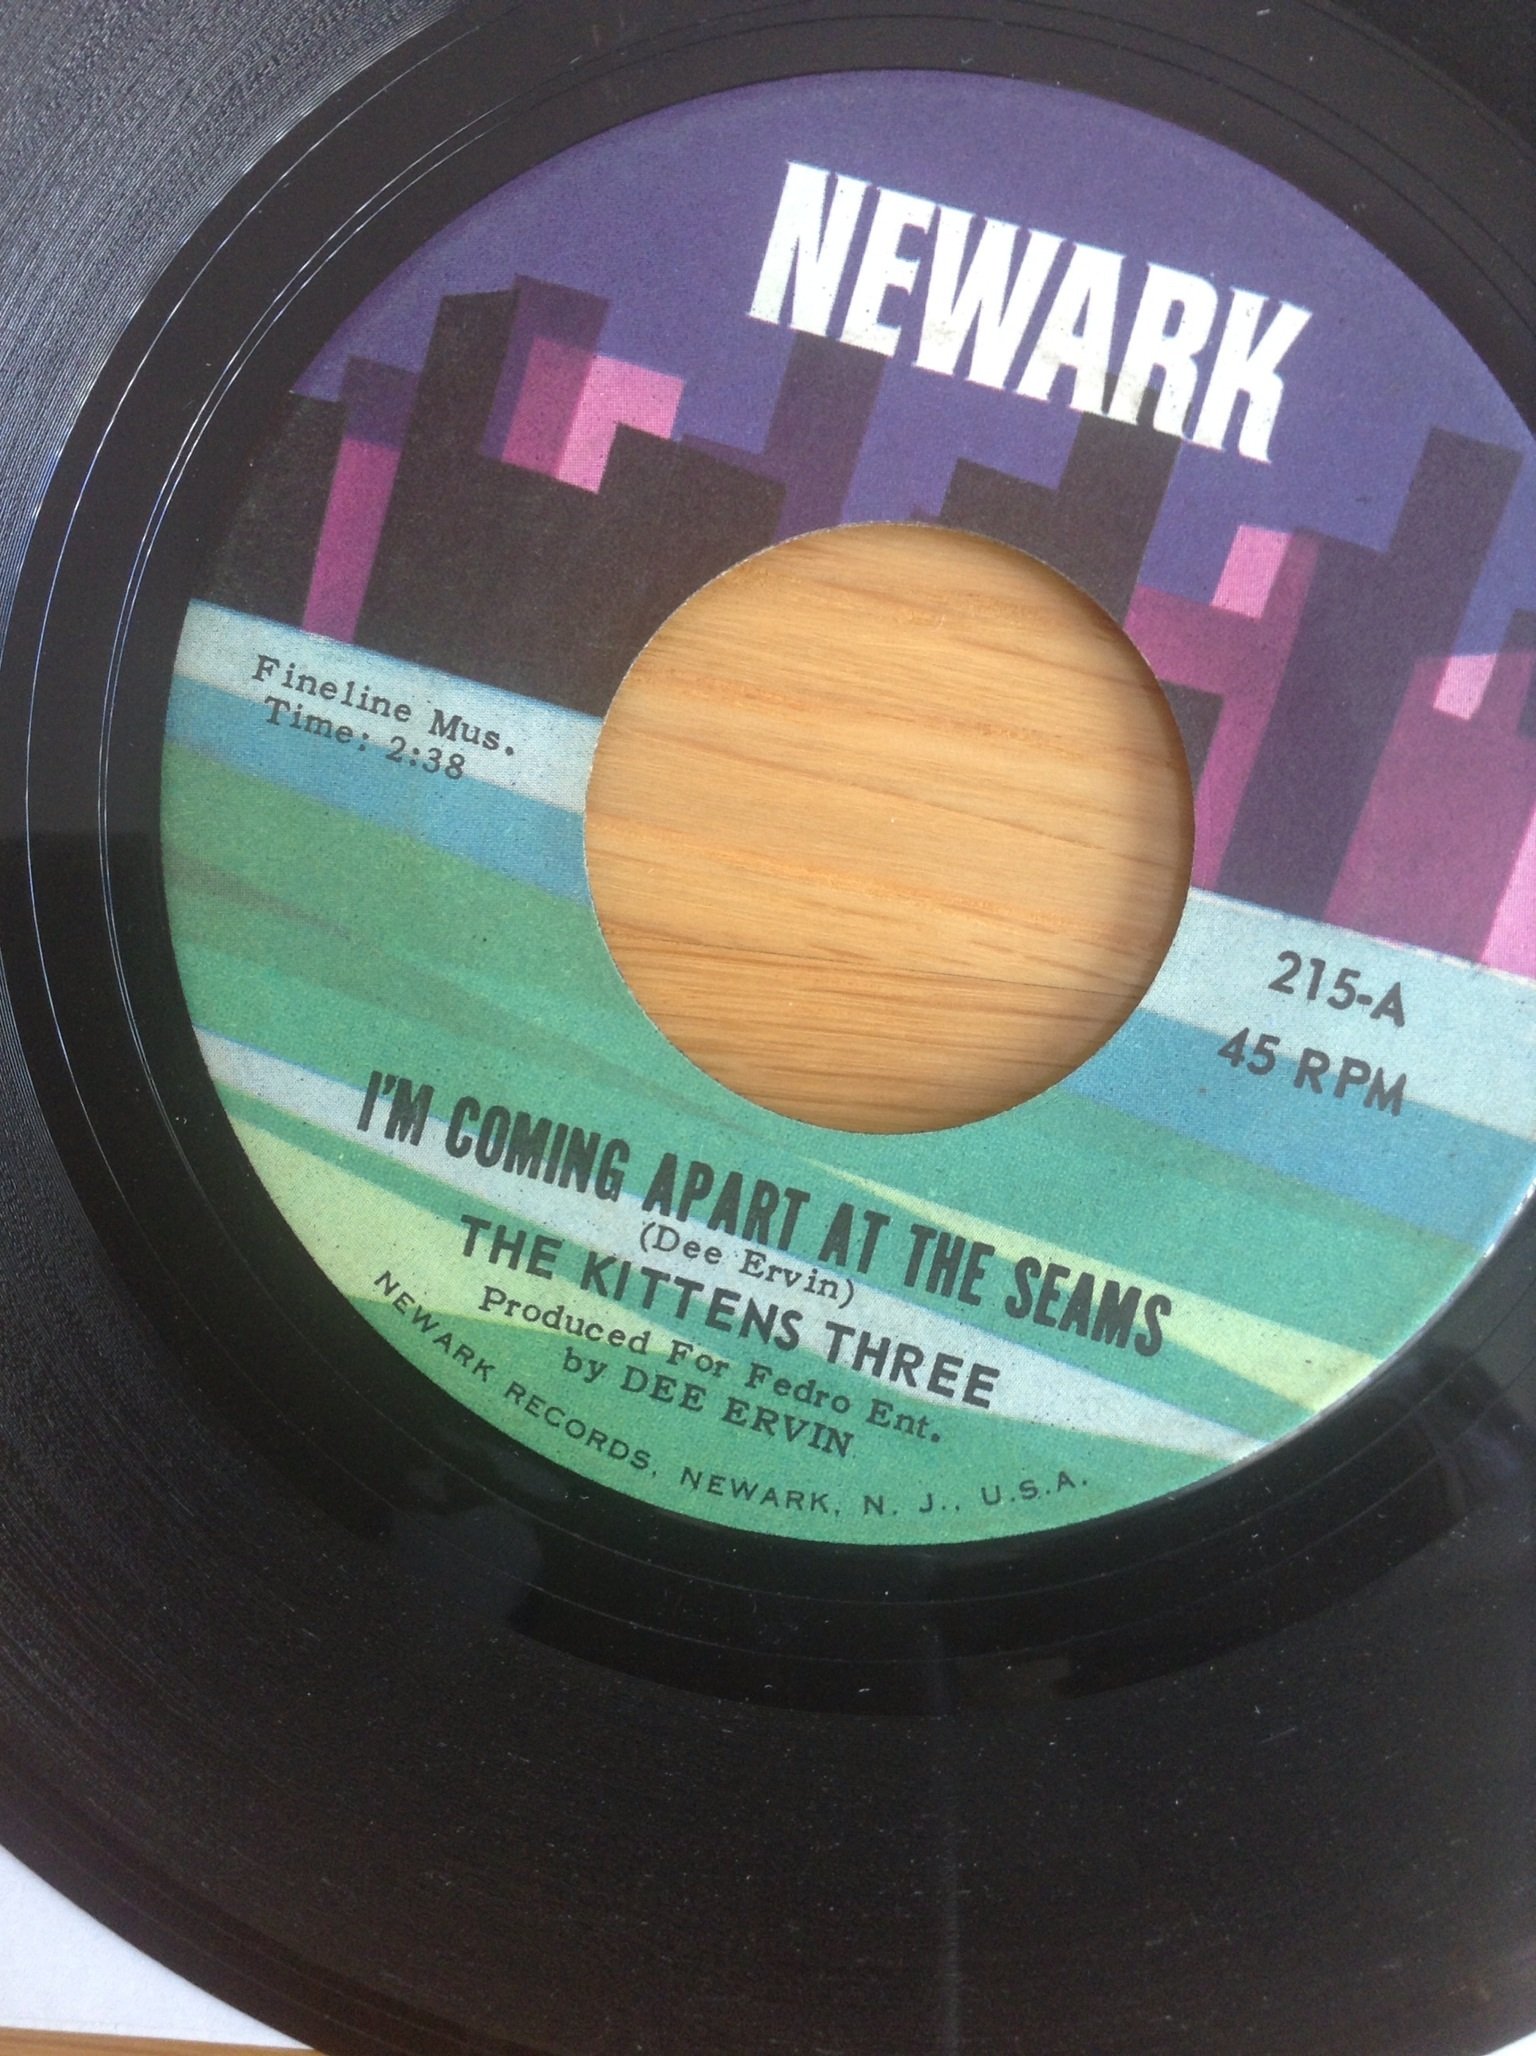 NEWARK
Fineline Mus.
Time: 2:38
215-A
45 RPM
I'M COMING APART AT THE SEAMS
(Dee Ervin)
THE KITTENS THREE
Produced For Fedro Ent.
by DEE ERVIN
NEWARK RECORDS, NEWARK, N. J., U.S.A.